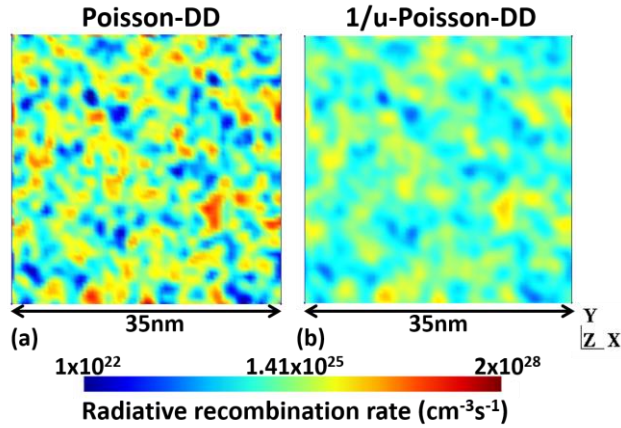 Poisson-DD
1/u-Poisson-DD
35nm
35nm
(a)
(b)
Y
Z X
1x10²²
1.41x10²⁵
2x10²⁸
Radiative recombination rate (cm⁻³s⁻¹)